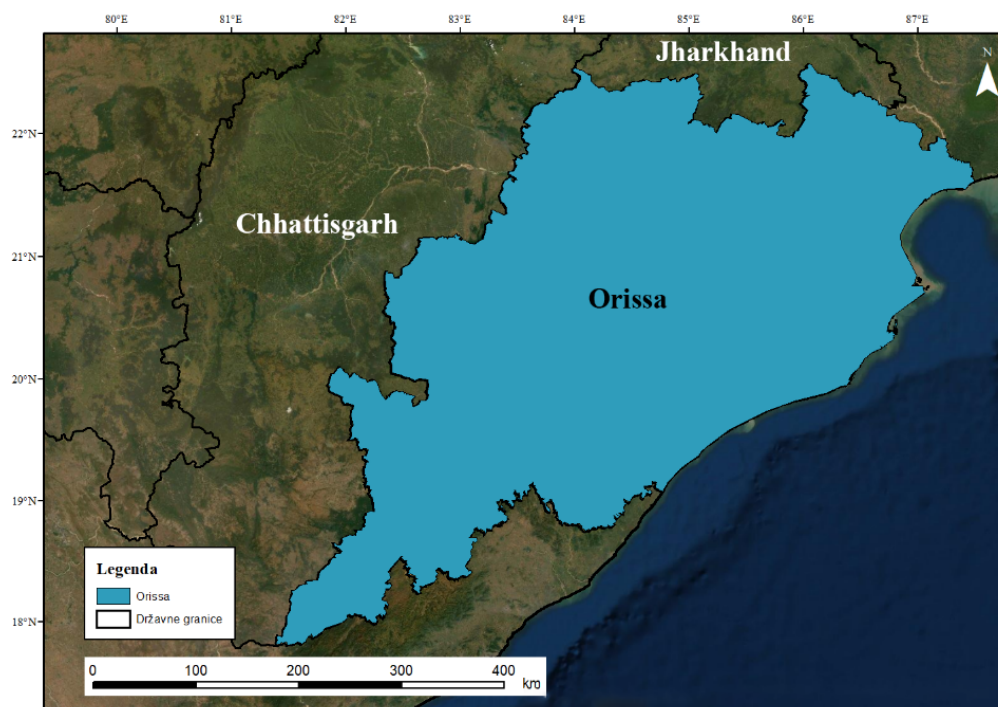 80°E 81°E 82°E 83°E 84°E 85°E 86°E 87°E
Jharkhand
N
22°N
Chhattisgarh
21°N
Orissa
20°N
19°N
Legenda
Orissa
Državne granice
18°N
0 100 200 300 400
km